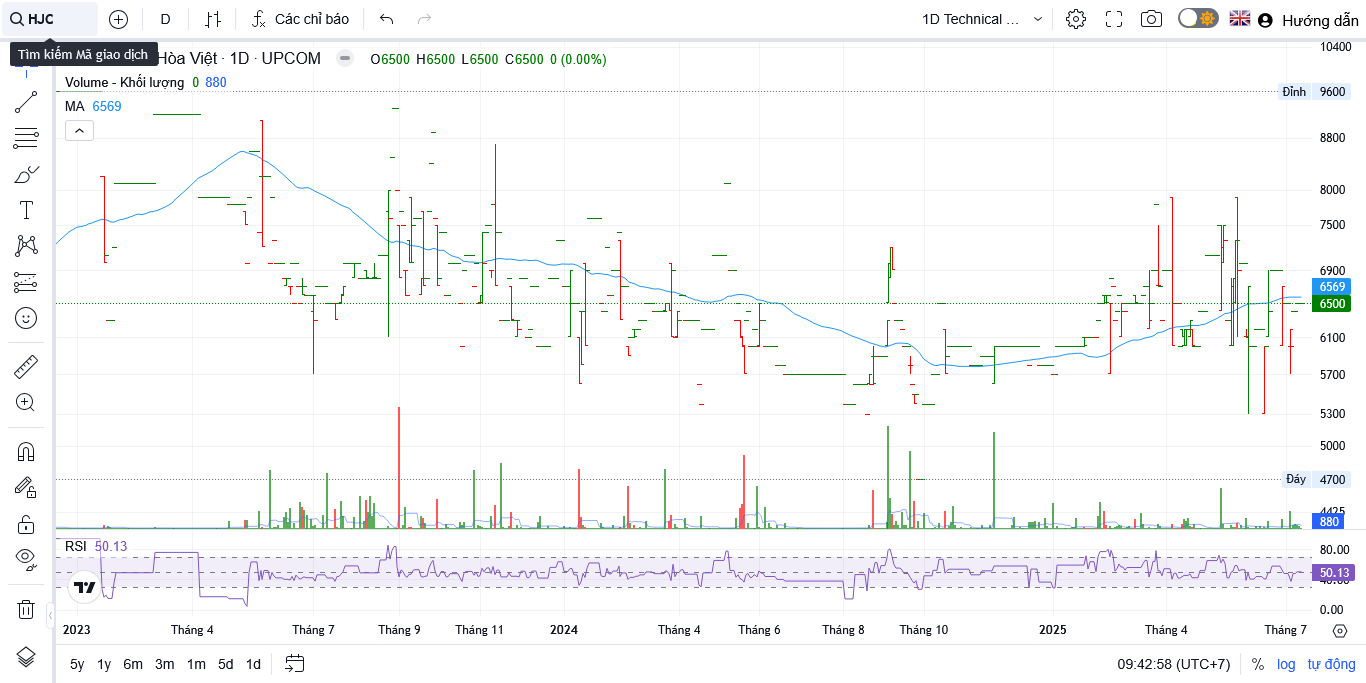 HJC
D
Các chỉ báo
1D Technical ...
Hướng dẫn
Tìm kiếm Mã giao dịch
Hòa Việt · 1D · UPCOM
O6500 H6500 L6500 C6500 0 (0.00%)
Volume - Khối lượng 0 880
MA 6569
10400
Đỉnh 9600
8800
8000
7500
6900
6569
6500
6100
5700
5300
5000
Đáy 4700
4425
880
RSI 50.13
80.00
50.13
40.00
0.00
2023 Tháng 4 Tháng 7 Tháng 9 Tháng 11 2024 Tháng 4 Tháng 6 Tháng 8 Tháng 10 2025 Tháng 4 Tháng 7
5y 1y 6m 3m 1m 5d 1d
09:42:58 (UTC+7) % log tự động